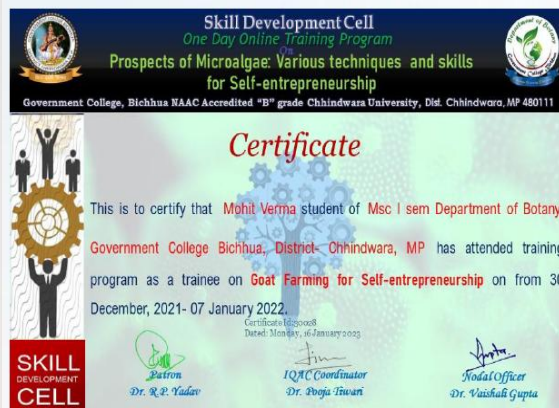 Skill Development Cell
One Day Online Training Program
On
Prospects of Microalgae: Various techniques and skills
for Self-entrepreneurship
Government College, Bichhua NAAC Accredited "B" grade Chhindwara University, Dist. Chhindwara, MP 480111
Certificate
This is to certify that Mohit Verma student of Msc I sem Department of Botany
Government College Bichhua, District- Chhindwara, MP has attended training
program as a trainee on Goat Farming for Self-entrepreneurship on from 30
December, 2021- 07 January 2022.
Certificate Id:230028
Dated: Monday, 16 January 2023
SKILL
DEVELOPMENT
CELL
Patron
Dr. R.P. Yadav
IQAC Coordinator
Dr. Pooja Tiwari
Nodal Officer
Dr. Vaishali Gupta